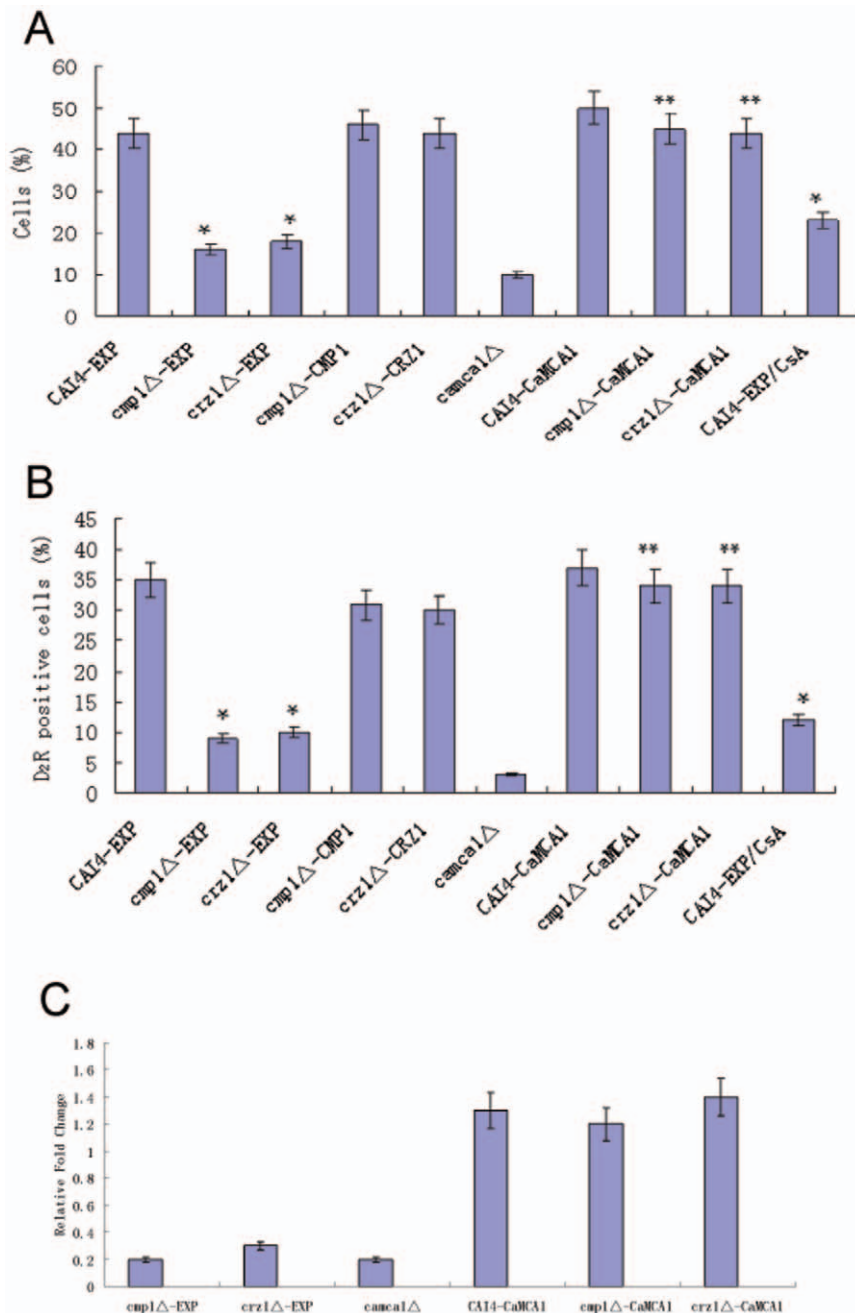 A
Cells (%)
60
50
40
30
20
10
0
*
*
**
**
*
CAI4-EXP
cmp1△-EXP
crz1△-EXP
cmp1△-CMP1
crz1△-CRZ1
camca1△
CAI4-CaMCA1
cmp1△-CaMCA1
crz1△-CaMCA1
CAI4-EXP/CsA
B
D₂R positive cells (%)
45
40
35
30
25
20
15
10
5
0
*
*
**
**
*
CAI4-EXP
cmp1△-EXP
crz1△-EXP
cmp1△-CMP1
crz1△-CRZ1
camca1△
CAI4-CaMCA1
cmp1△-CaMCA1
crz1△-CaMCA1
CAI4-EXP/CsA
C
Relative Fold Change
1.8
1.6
1.4
1.2
1
0.8
0.6
0.4
0.2
0
cmp1△-EXP
crz1△-EXP
camca1△
CAI4-CaMCA1
cmp1△-CaMCA1
crz1△-CaMCA1